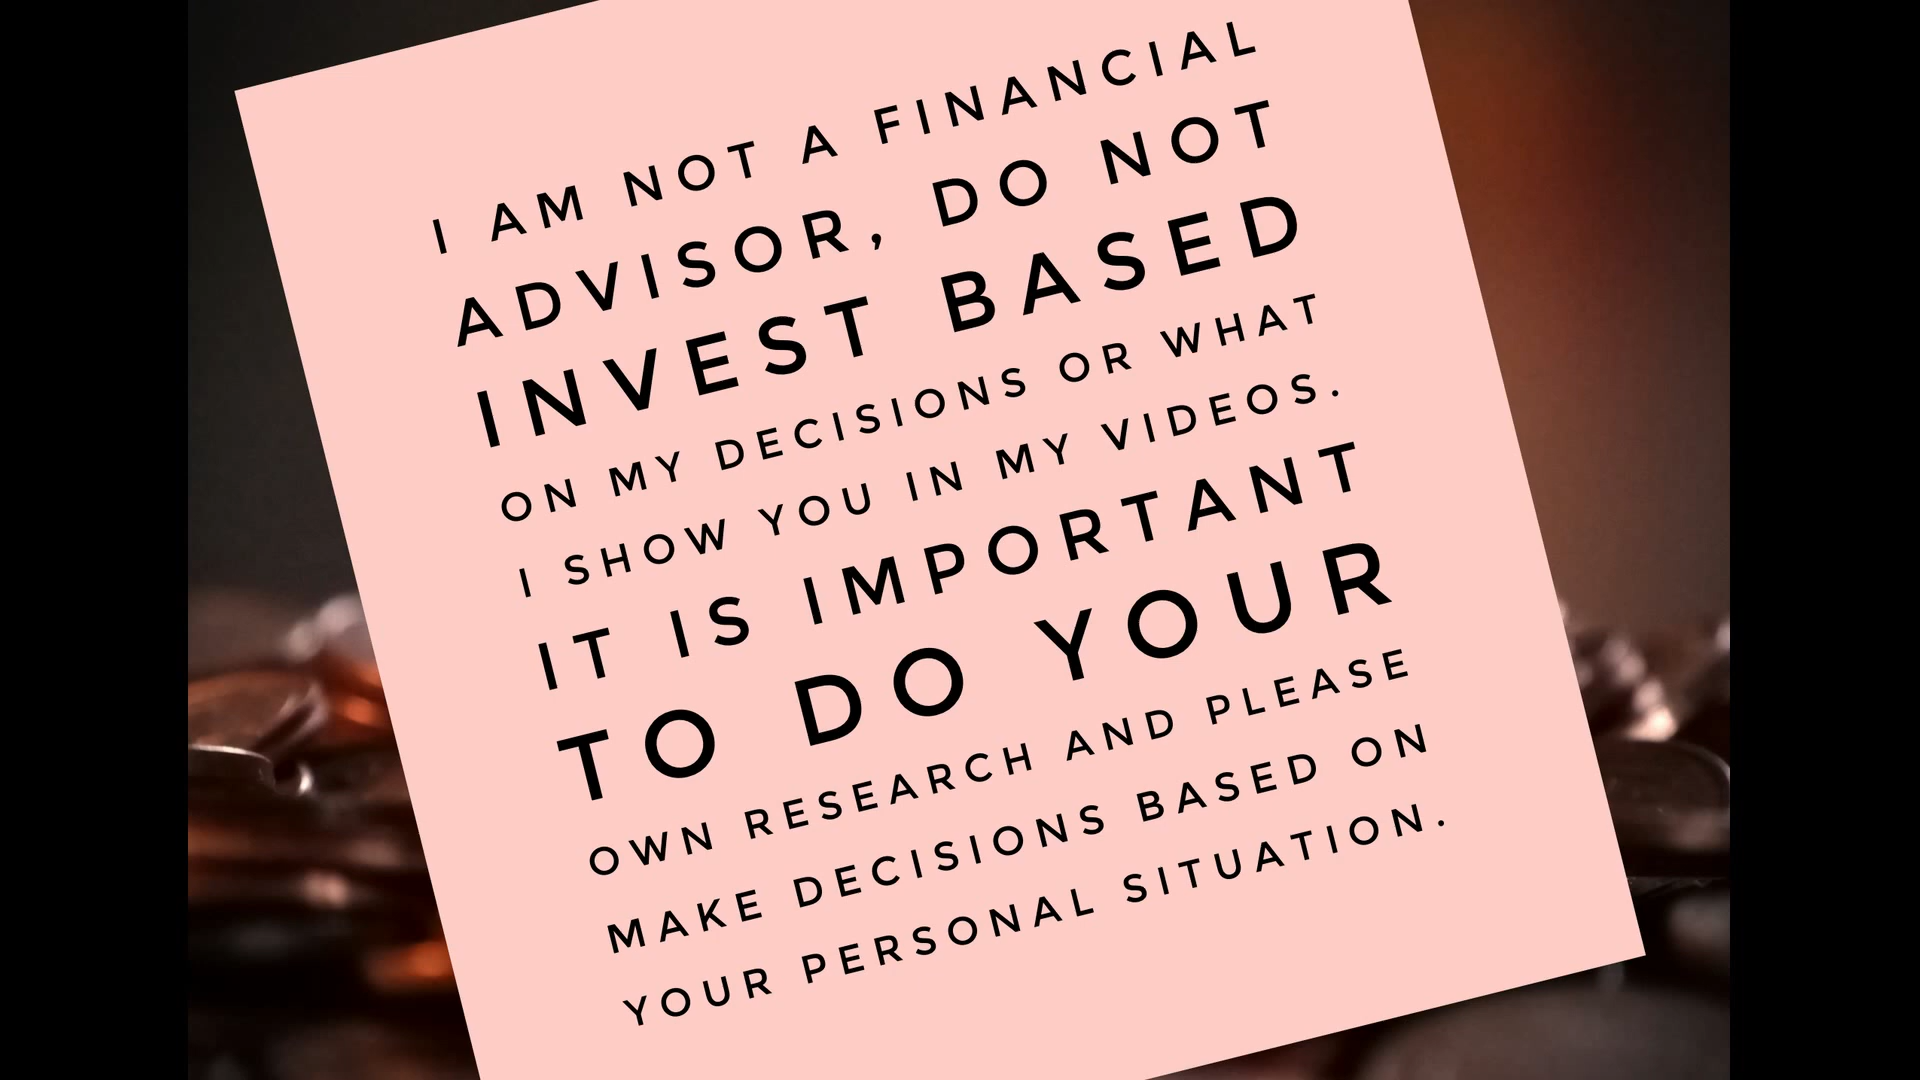 I AM NOT A FINANCIAL
ADVISOR, DO NOT
INVEST BASED
ON MY DECISIONS OR WHAT
I SHOW YOU IN MY VIDEOS.
IT IS IMPORTANT
TO DO YOUR
OWN RESEARCH AND PLEASE
MAKE DECISIONS BASED ON
YOUR PERSONAL SITUATION.